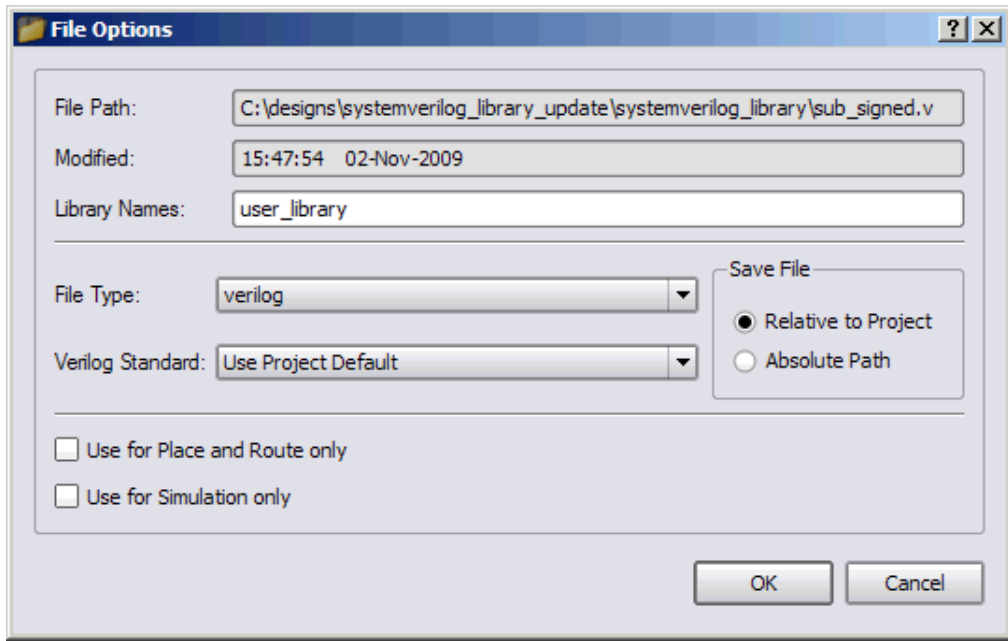 File Options
File Path: C:\designs\systemverilog_library_update\systemverilog_library\sub_signed.v
Modified: 15:47:54 02-Nov-2009
Library Names: user_library
File Type: verilog
Verilog Standard: Use Project Default
Save File
Relative to Project
Absolute Path
Use for Place and Route only
Use for Simulation only
OK Cancel